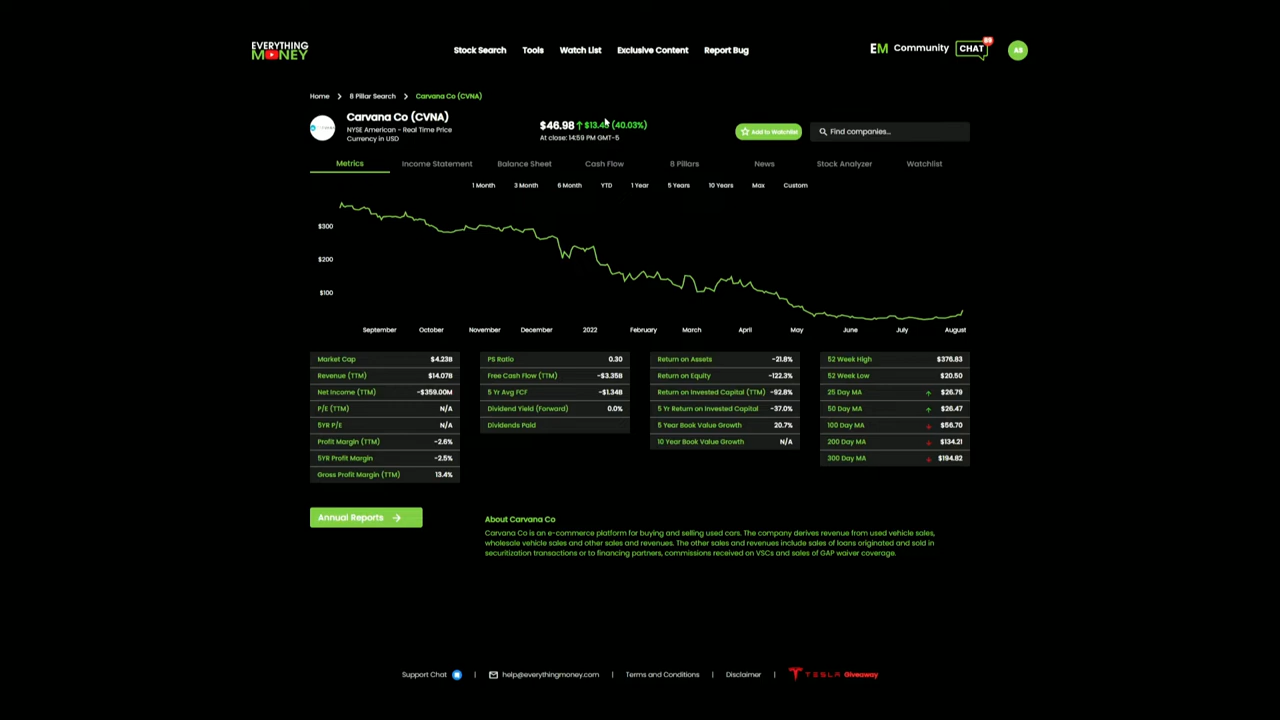 EVERYTHING
MONEY
Stock Search
Tools
Watch List
Exclusive Content
Report Bug
EM Community
CHAT
AS
Home
8 Pillar Search
Carvana Co (CVNA)
Carvana Co (CVNA)
NYSE American - Real Time Price
Currency in USD
$46.98
(40.03%)
At close: 14:59 PM GMT-5
Add to Watchlist
Find companies...
Metrics
Income Statement
Balance Sheet
Cash Flow
8 Pillars
News
Stock Analyzer
Watchlist
1 Month
3 Month
6 Month
YTD
1 Year
5 Years
10 Years
Max
Custom
$300
$200
$100
September
October
November
December
2022
February
March
April
May
June
July
August
Market Cap $4.23B
Revenue (TTM) $14.07B
Net Income (TTM) -$359.00M
P/E (TTM) N/A
5YR P/E N/A
Profit Margin (TTM) -2.6%
5YR Profit Margin -2.5%
Gross Profit Margin (TTM) 13.4%
PS Ratio 0.30
Free Cash Flow (TTM) -$3.35B
5 Yr Avg FCF -$1.34B
Dividend Yield (Forward) 0.0%
Dividends Paid
Return on Assets -21.8%
Return on Equity -122.3%
Return on Invested Capital (TTM) -92.8%
5 Yr Return on Invested Capital -37.0%
5 Year Book Value Growth 20.7%
10 Year Book Value Growth N/A
52 Week High $376.83
52 Week Low $20.50
25 Day MA $26.79
50 Day MA $26.47
100 Day MA $56.70
200 Day MA $134.21
300 Day MA $194.82
Annual Reports
About Carvana Co
Carvana Co is an e-commerce platform for buying and selling used cars. The company derives revenue from used vehicle sales,
wholesale vehicle sales and other sales and revenues. The other sales and revenues include sales of loans originated and sold in
securitization transactions or to financing partners, commissions received on VSCs and sales of GAP waiver coverage.
Support Chat
help@everythingmoney.com
Terms and Conditions
Disclaimer
TESLA Giveaway